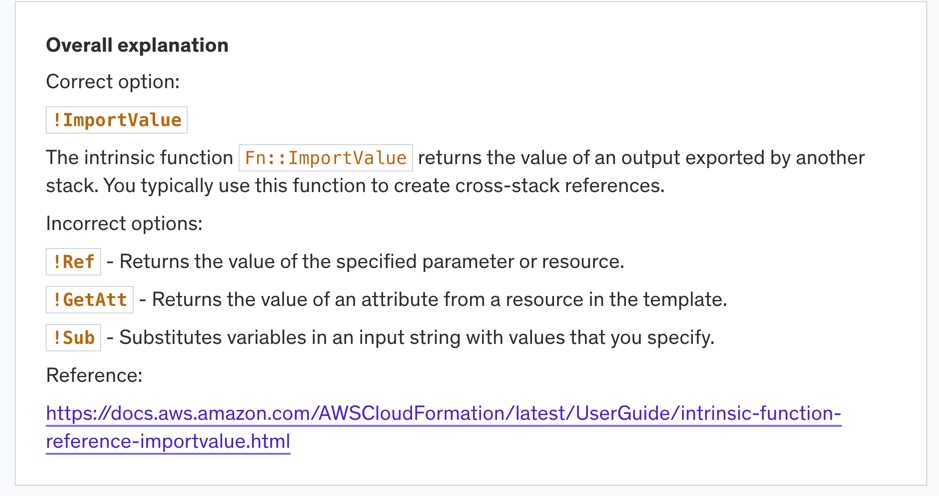 Overall explanation
Correct option:
!ImportValue
The intrinsic function Fn::ImportValue returns the value of an output exported by another
stack. You typically use this function to create cross-stack references.
Incorrect options:
!Ref - Returns the value of the specified parameter or resource.
!GetAtt - Returns the value of an attribute from a resource in the template.
!Sub - Substitutes variables in an input string with values that you specify.
Reference:
https://docs.aws.amazon.com/AWSCloudFormation/latest/UserGuide/intrinsic-function-
reference-importvalue.html